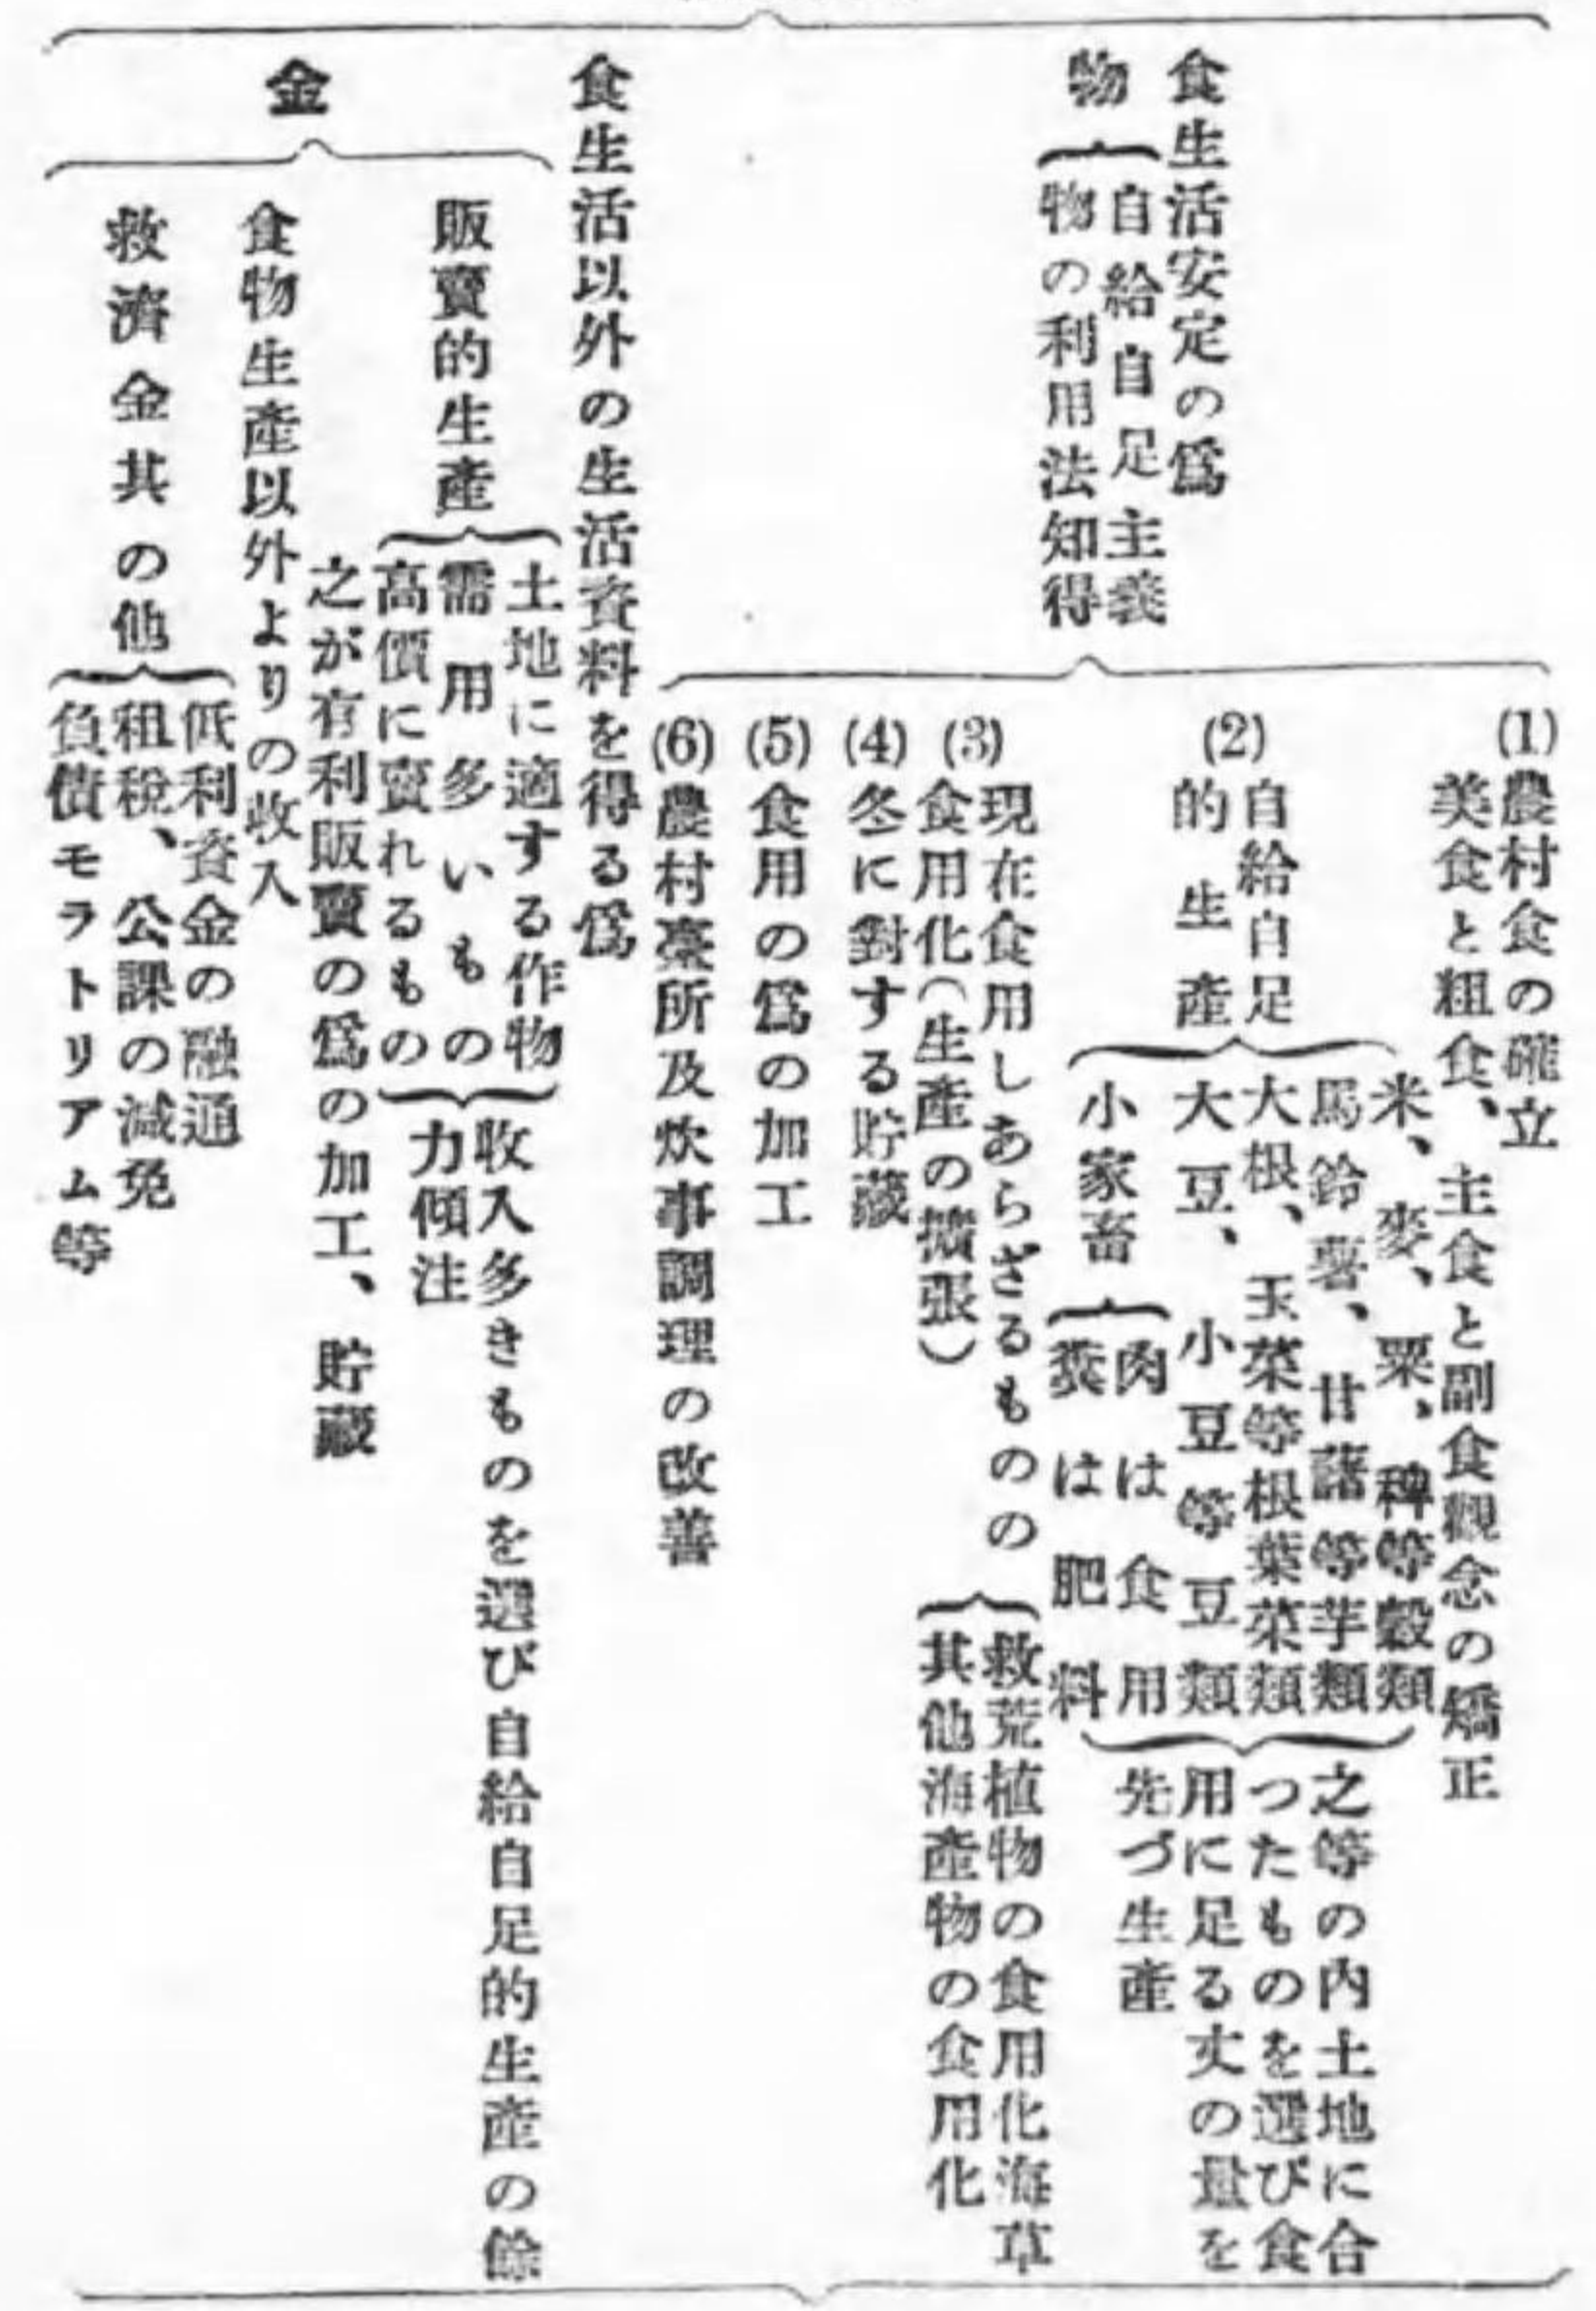 食生活安定の爲
物
自給自足主義
物の利用法知得
(1)農村食の確立
美食と粗食、主食と副食觀念の矯正
(2)
自給自足
的生産
米、麥、粟、稗等穀類
馬鈴薯、甘藷等芋類
大根、玉菜等根葉菜類
大豆、小豆等豆類
小家畜
肉は食用
糞は肥料
之等の內土地に合
つたものを選び食
用に足る丈の量を
先づ生産
(3)
現在食用しあらざるものの
食用化(生産の擴張)
救荒植物の食用化海草
其他海産物の食用化
(4)冬に對する貯藏
(5)食用の爲の加工
(6)農村臺所及炊事調理の改善
食生活以外の生活資料を得る爲
金
販賣的生産
土地に適する作物
需用多いもの
高價に賣れるもの
收入多きものを選び自給自足的生産の餘
力傾注
之が有利販賣の爲の加工、貯藏
食物生産以外よりの收入
救濟金其の他
低利資金の融通
租税、公課の減免
負債モラトリアム等